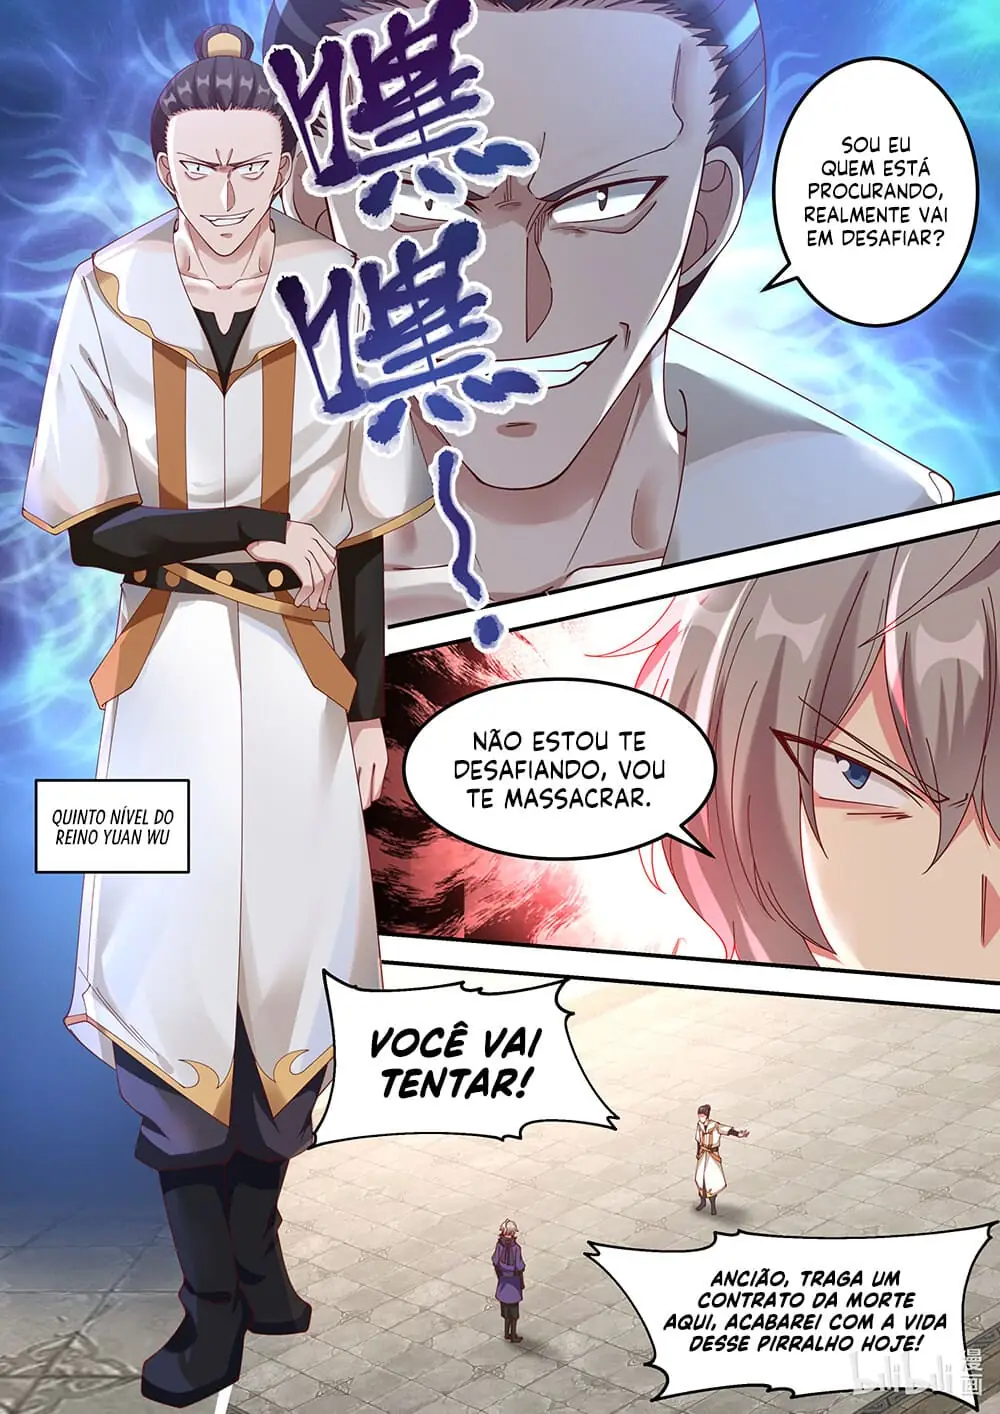 SOU EU
QUEM ESTÁ
PROCURANDO,
REALMENTE VAI
EM DESAFIAR?
NÃO ESTOU TE
DESAFIANDO, VOU
TE MASSACRAR.
QUINTO NÍVEL DO
REINO YUAN WU
VOCÊ VAI
TENTAR!
ANCIÃO, TRAGA UM
CONTRATO DA MORTE
AQUI, ACABAREI COM A VIDA
DESSE PIRRALHO HOJE!
bilibili 漫画